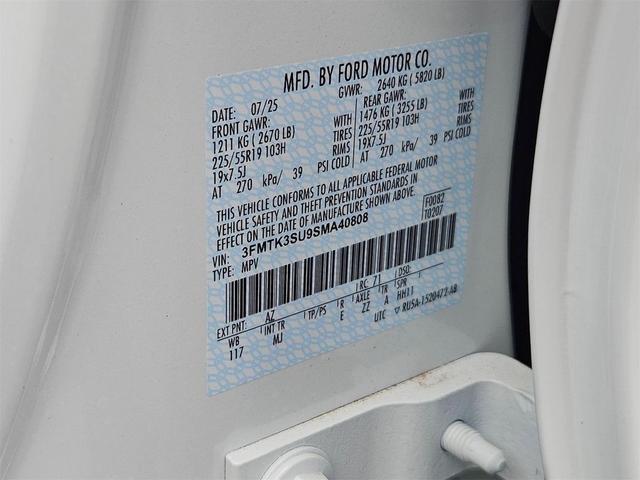 MFD. BY FORD MOTOR CO.
DATE: 07/25 GVWR: 2640 KG ( 5820 LB)
FRONT GAWR: REAR GAWR:
1211 KG ( 2670 LB) WITH 1476 KG ( 3255 LB) WITH
225/55R19 103H TIRES 225/55R19 103H TIRES
19x7.5J RIMS 19x7.5J RIMS
AT 270 kPa/ 39 PSI COLD AT 270 kPa/ 39 PSI COLD
THIS VEHICLE CONFORMS TO ALL APPLICABLE FEDERAL MOTOR
VEHICLE SAFETY AND THEFT PREVENTION STANDARDS IN
EFFECT ON THE DATE OF MANUFACTURE SHOWN ABOVE.
F0082
T0207
VIN: 3FMTK3SU9SMA40808
TYPE: MPV
EXT PNT: AZ RC: 71 DSO:
WB INT TR TP/PS R AXLE TR SPR
117 MJ E ZZ A HH11
UTC ▽ RU5A-1520472-AB